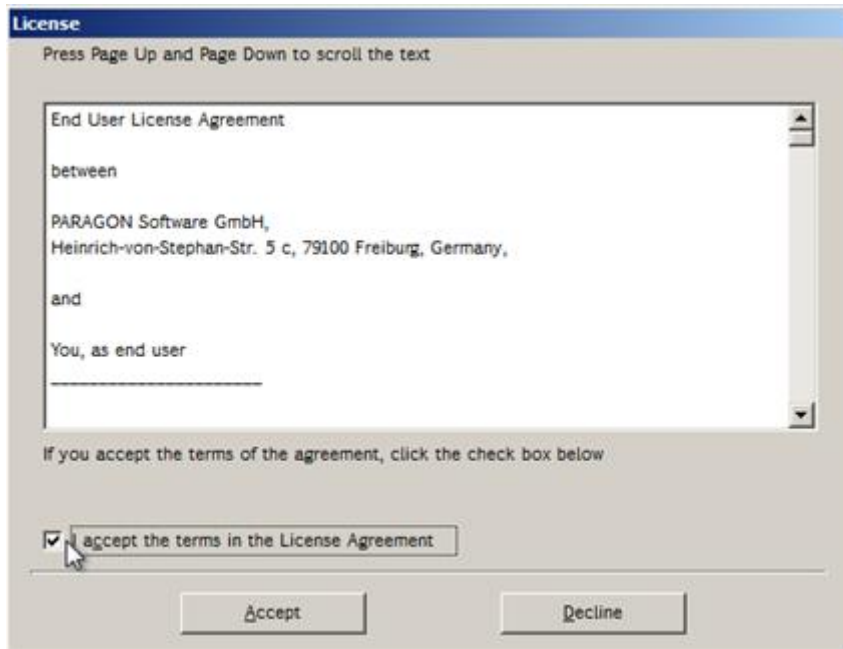 License
Press Page Up and Page Down to scroll the text
End User License Agreement
between
PARAGON Software GmbH,
Heinrich-von-Stephan-Str. 5 c, 79100 Freiburg, Germany,
and
You, as end user
----------------------
If you accept the terms of the agreement, click the check box below
I accept the terms in the License Agreement
Accept
Decline